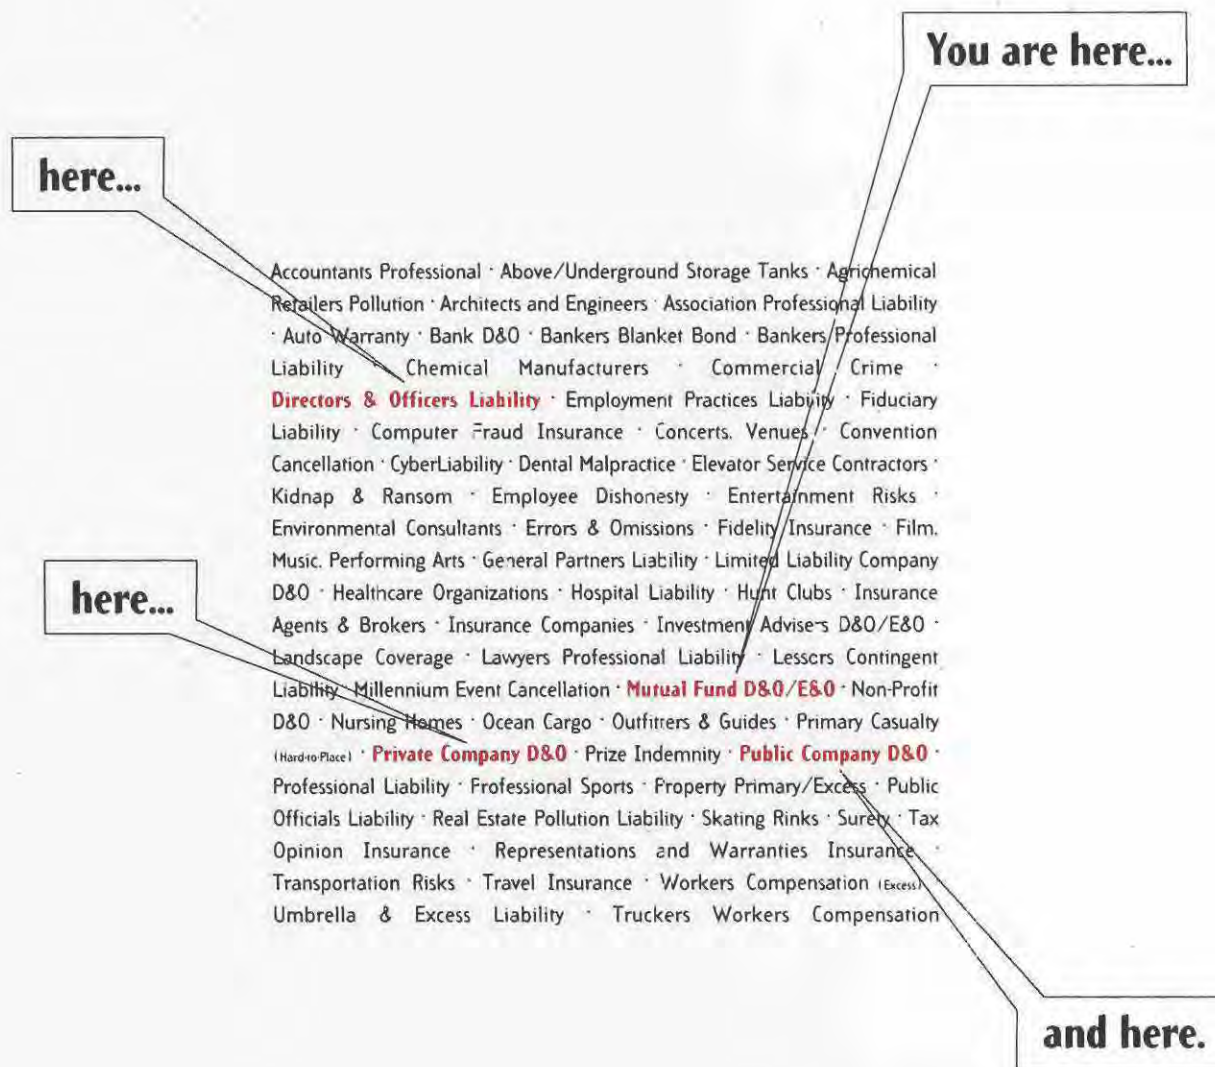 You are here...
here...
Accountants Professional · Above/Underground Storage Tanks · Agrichemical
Retailers Pollution · Architects and Engineers · Association Professional Liability
· Auto Warranty · Bank D&O · Bankers Blanket Bond · Bankers Professional
Liability · Chemical Manufacturers · Commercial Crime ·
Directors & Officers Liability · Employment Practices Liability · Fiduciary
Liability · Computer Fraud Insurance · Concerts. Venues · Convention
Cancellation · CyberLiability · Dental Malpractice · Elevator Service Contractors ·
Kidnap & Ransom · Employee Dishonesty · Entertainment Risks ·
Environmental Consultants · Errors & Omissions · Fidelity Insurance · Film.
Music. Performing Arts · General Partners Liability · Limited Liability Company
here...
D&O · Healthcare Organizations · Hospital Liability · Hunt Clubs · Insurance
Agents & Brokers · Insurance Companies · Investment Advisers D&O/E&O ·
Landscape Coverage · Lawyers Professional Liability · Lessors Contingent
Liability · Millennium Event Cancellation · Mutual Fund D&O/E&O · Non-Profit
D&O · Nursing Homes · Ocean Cargo · Outfitters & Guides · Primary Casualty
(Hard-to-Place) · Private Company D&O · Prize Indemnity · Public Company D&O ·
Professional Liability · Professional Sports · Property Primary/Excess · Public
Officials Liability · Real Estate Pollution Liability · Skating Rinks · Surety · Tax
Opinion Insurance · Representations and Warranties Insurance ·
Transportation Risks · Travel Insurance · Workers Compensation (Excess)
Umbrella & Excess Liability · Truckers Workers Compensation
and here.